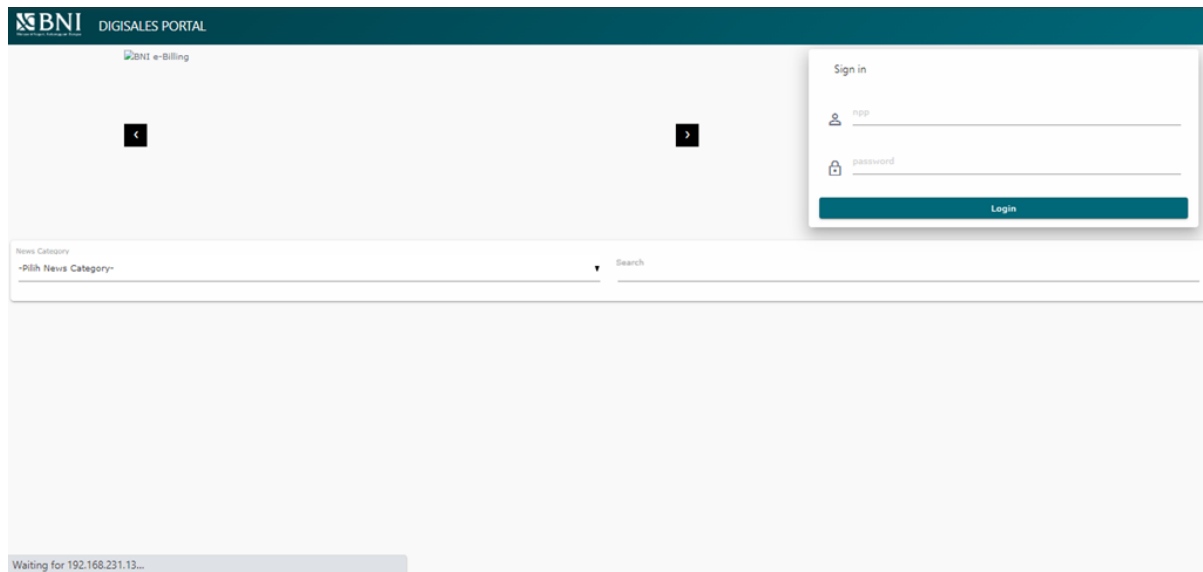 BNI DIGISALES PORTAL
BNI e-Billing
Sign in
npp
password
Login
News Category
-Pilih News Category-
Search
Waiting for 192.168.231.13...